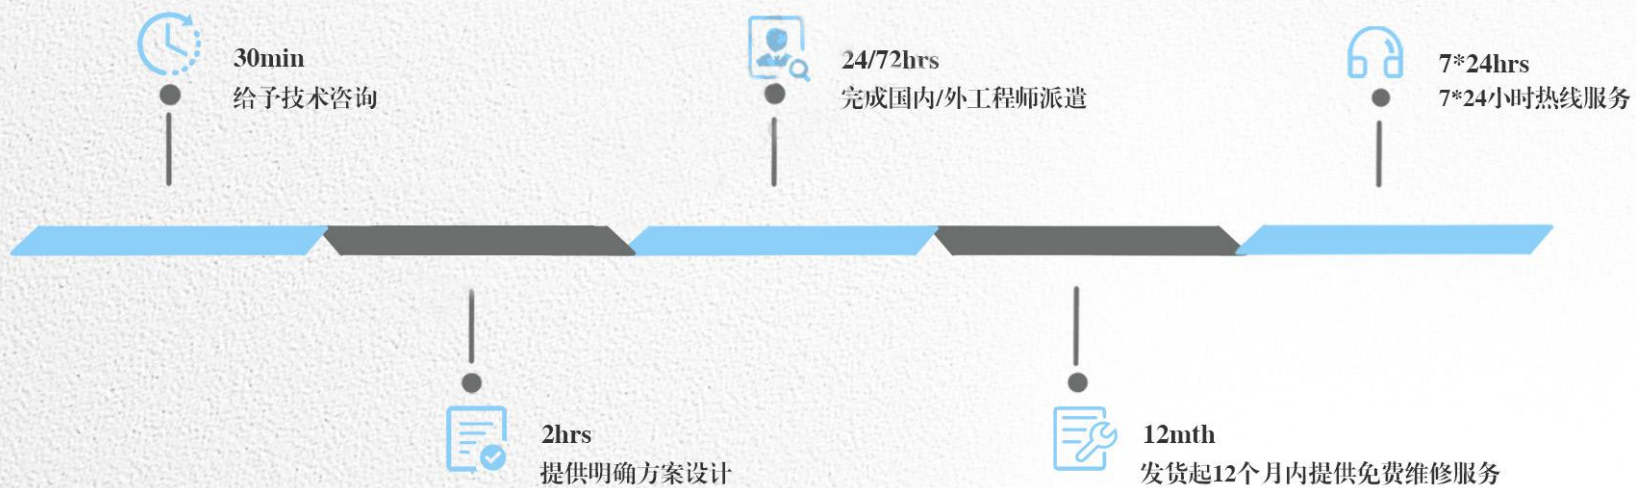 30min
给予技术咨询
2hrs
提供明确方案设计
24/72hrs
完成国内/外工程师派遣
12mth
发货起12个月内提供免费维修服务
7*24hrs
7*24小时热线服务